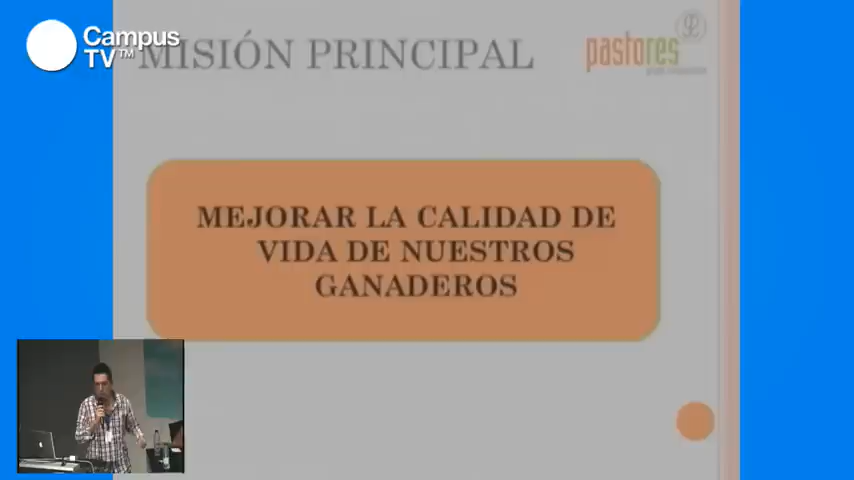 Campus
TV™
MISIÓN PRINCIPAL
pastores
MEJORAR LA CALIDAD DE
VIDA DE NUESTROS
GANADEROS